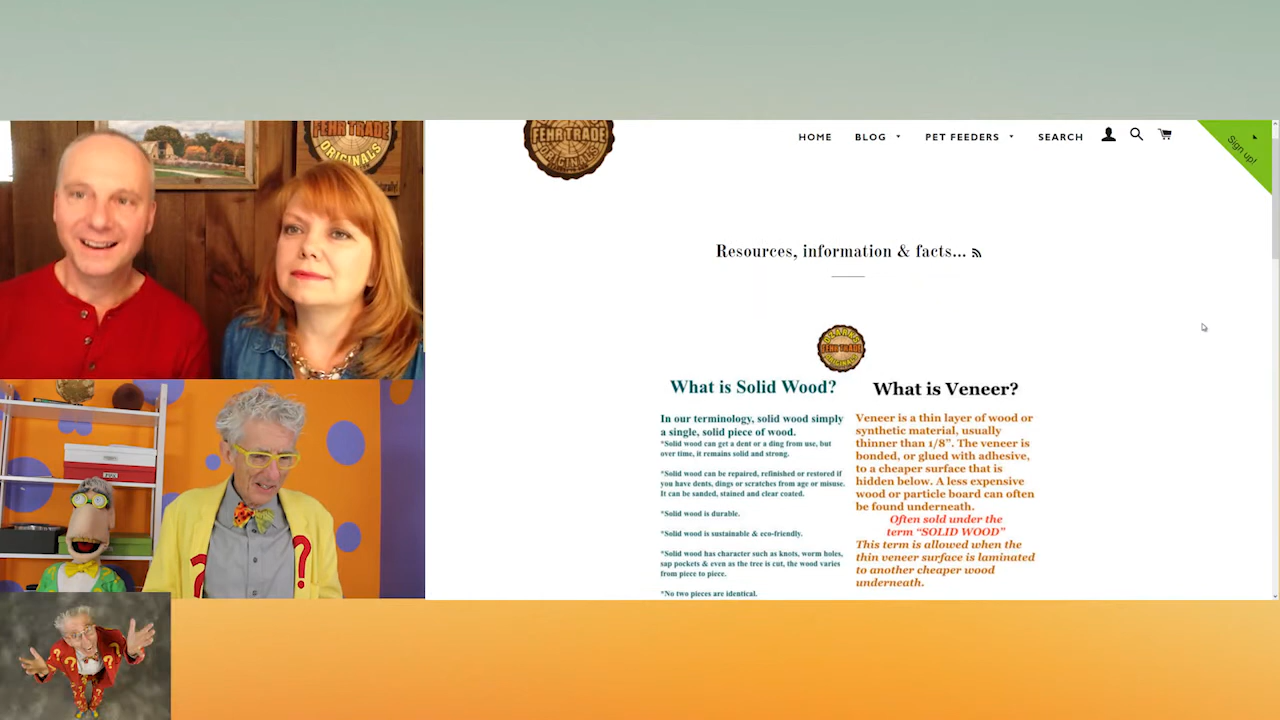 FEHR TRADE
ORIGINALS
FEHR TRADE
ORIGINALS
HOME
BLOG
PET FEEDERS
SEARCH
Sign up!
Resources, information & facts...
OZARKS
FEHR TRADE
ORIGINALS
What is Solid Wood?
In our terminology, solid wood simply
a single, solid piece of wood.
*Solid wood can get a dent or a ding from use, but
over time, it remains solid and strong.
*Solid wood can be repaired, refinished or restored if
you have dents, dings or scratches from age or misuse.
It can be sanded, stained and clear coated.
*Solid wood is durable.
*Solid wood is sustainable & eco-friendly.
*Solid wood has character such as knots, worm holes,
sap pockets & even as the tree is cut, the wood varies
from piece to piece.
*No two pieces are identical.
What is Veneer?
Veneer is a thin layer of wood or
synthetic material, usually
thinner than 1/8”. The veneer is
bonded, or glued with adhesive,
to a cheaper surface that is
hidden below. A less expensive
wood or particle board can often
be found underneath.
Often sold under the
term “SOLID WOOD”
This term is allowed when the
thin veneer surface is laminated
to another cheaper wood
underneath.
? ?